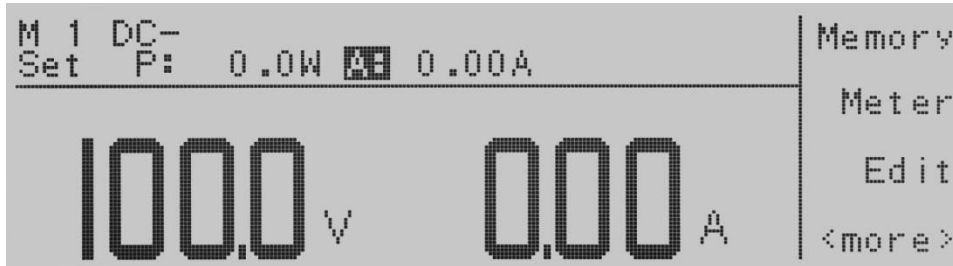 M 1 DC-
Set P: 0.0W A: 0.00A
100.0 V 0.00 A
Memory
Meter
Edit
<more>